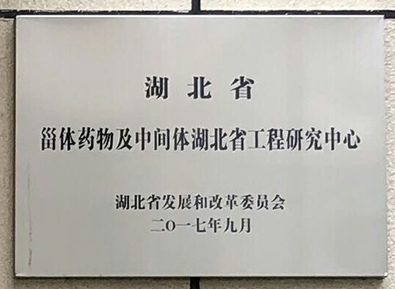 湖北省
甾体药物及中间体湖北省工程研究中心
湖北省发展和改革委员会
二〇一七年九月